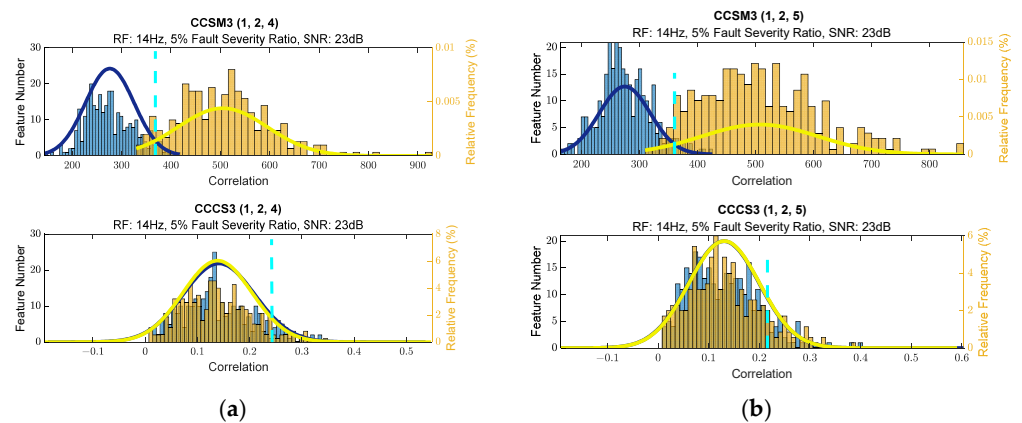 CCSM3 (1, 2, 4)
RF: 14Hz, 5% Fault Severity Ratio, SNR: 23dB
Feature Number
30
20
10
0
200 300 400 500 600 700 800 900
Correlation
0.01
0.005
0
Relative Frequency (%)
CCCS3 (1, 2, 4)
RF: 14Hz, 5% Fault Severity Ratio, SNR: 23dB
Feature Number
30
20
10
0
-0.1 0 0.1 0.2 0.3 0.4 0.5
Correlation
8
6
4
2
0
Relative Frequency (%)
(a)
CCSM3 (1, 2, 5)
RF: 14Hz, 5% Fault Severity Ratio, SNR: 23dB
Feature Number
20
15
10
5
0
200 300 400 500 600 700 800
Correlation
0.015
0.01
0.005
0
Relative Frequency (%)
CCCS3 (1, 2, 5)
RF: 14Hz, 5% Fault Severity Ratio, SNR: 23dB
Feature Number
20
15
10
5
0
-0.1 0 0.1 0.2 0.3 0.4 0.5 0.6
Correlation
6
4
2
0
Relative Frequency (%)
(b)